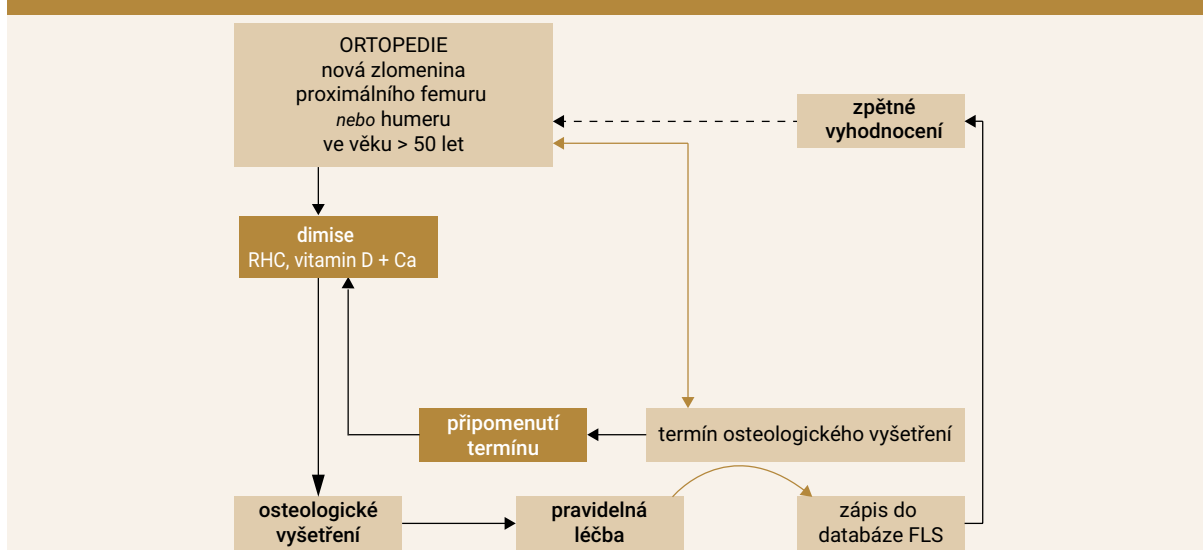 ORTOPEDIE
nová zlomenina
proximálního femuru
nebo humeru
ve věku > 50 let
zpětné
vyhodnocení
dimise
RHC, vitamin D + Ca
připomenutí
termínu
termín osteologického vyšetření
osteologické
vyšetření
pravidelná
léčba
zápis do
databáze FLS